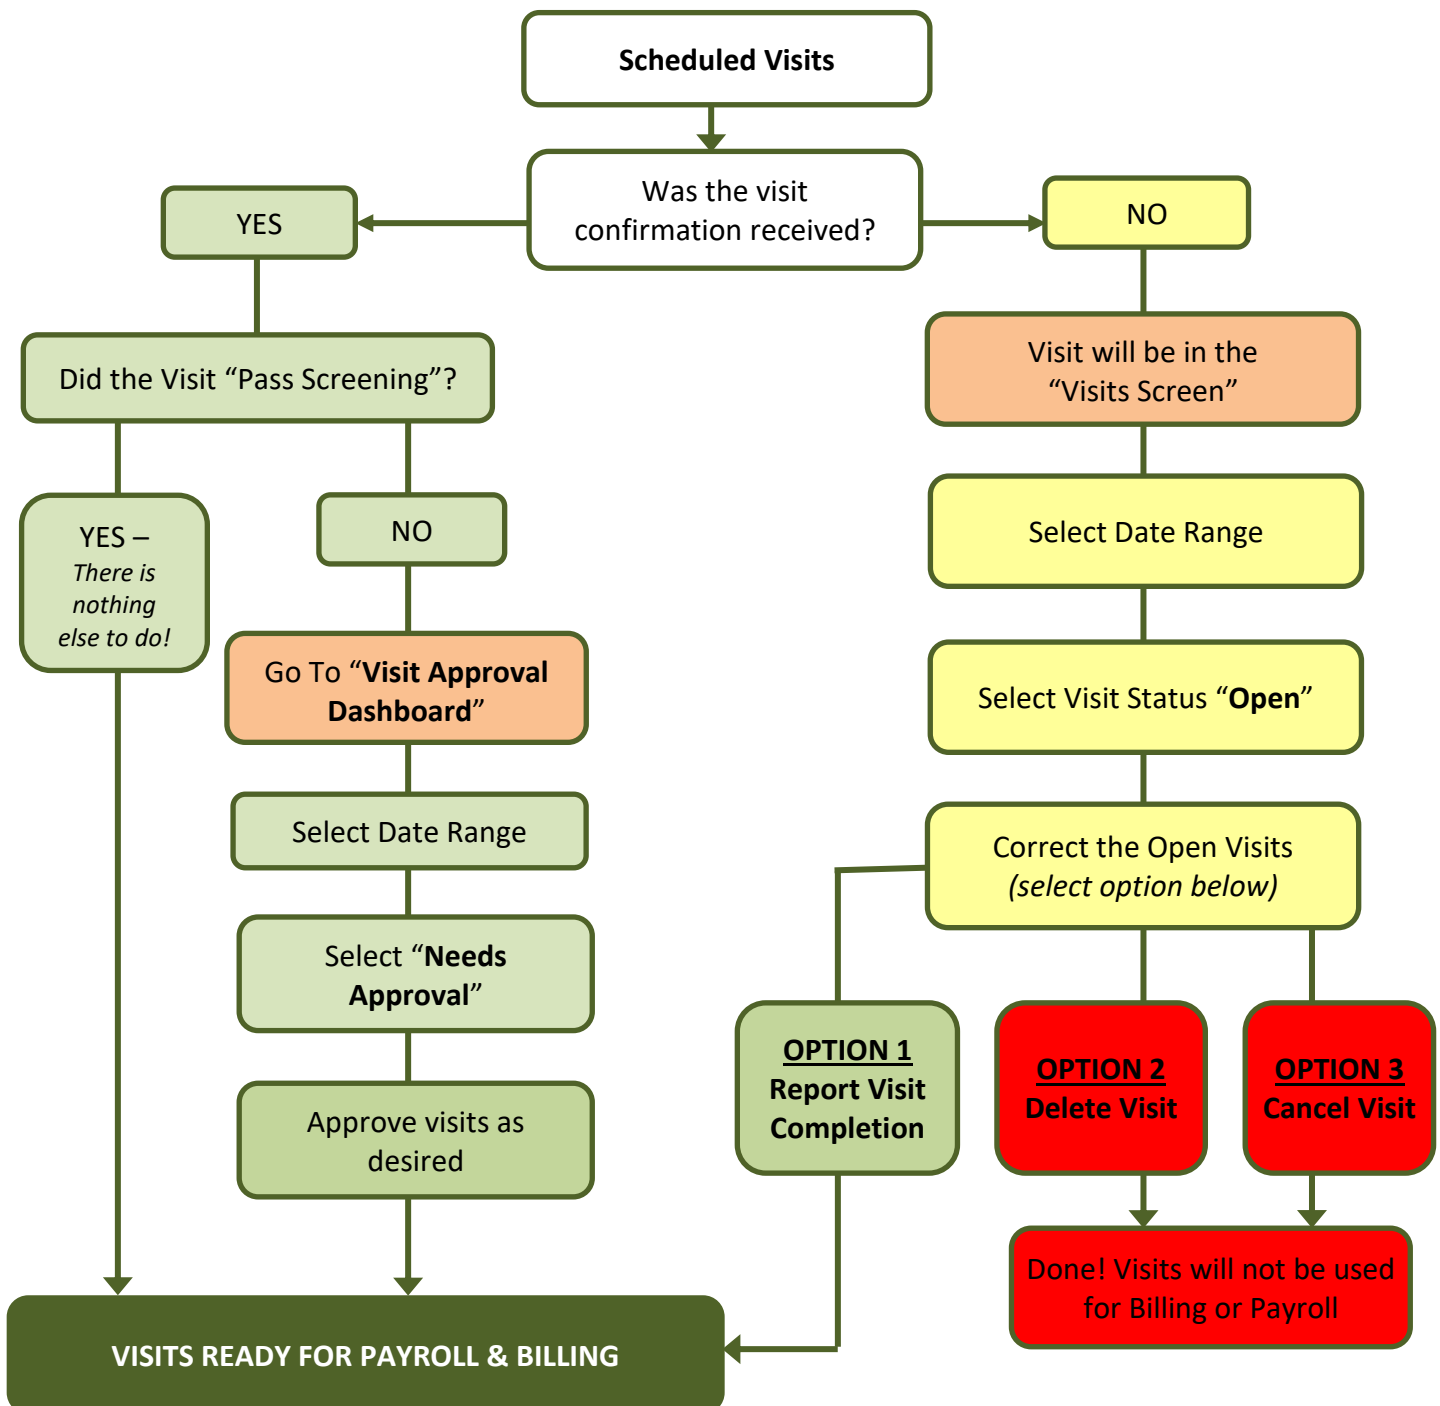 Scheduled Visits
Was the visit
confirmation received?
YES
NO
Did the Visit “Pass Screening”?
YES –
There is
nothing
else to do!
NO
Go To “Visit Approval
Dashboard”
Select Date Range
Select “Needs
Approval”
Approve visits as
desired
Visit will be in the
“Visits Screen”
Select Date Range
Select Visit Status “Open”
Correct the Open Visits
(select option below)
OPTION 1
Report Visit
Completion
OPTION 2
Delete Visit
OPTION 3
Cancel Visit
Done! Visits will not be used
for Billing or Payroll
VISITS READY FOR PAYROLL & BILLING